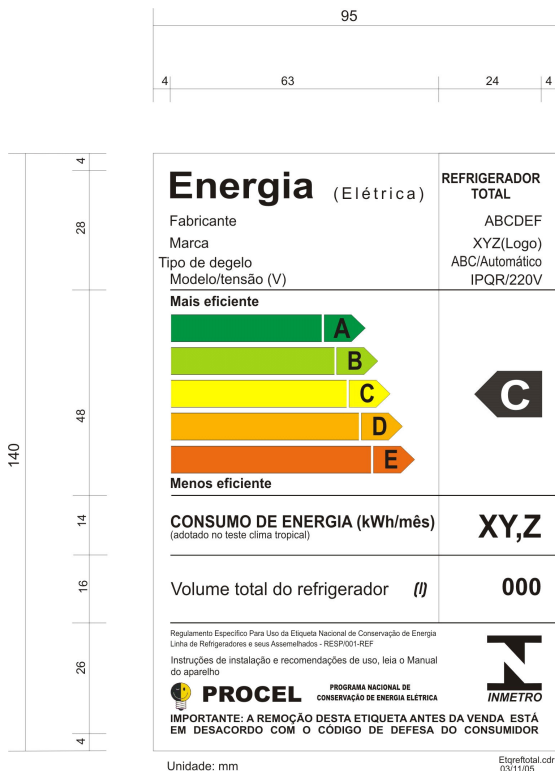 95
4 63 24 4
4
28
48
140
14
16
26
4
Energia (Elétrica) REFRIGERADOR
TOTAL
Fabricante ABCDEF
Marca XYZ(Logo)
Tipo de degelo ABC/Automático
Modelo/tensão (V) IPQR/220V
Mais eficiente
A
B
C
D
E
C
Menos eficiente
CONSUMO DE ENERGIA (kWh/mês) XY,Z
(adotado no teste clima tropical)
Volume total do refrigerador (l) 000
Regulamento Específico Para Uso da Etiqueta Nacional de Conservação de Energia
Linha de Refrigeradores e seus Assemelhados - RESP/001-REF
Instruções de instalação e recomendações de uso, leia o Manual
do aparelho
PROCEL
PROGRAMA NACIONAL DE
CONSERVAÇÃO DE ENERGIA ELÉTRICA
INMETRO
IMPORTANTE: A REMOÇÃO DESTA ETIQUETA ANTES DA VENDA ESTÁ
EM DESACORDO COM O CÓDIGO DE DEFESA DO CONSUMIDOR
Unidade: mm
Etqreftotal.cdr
03/11/05